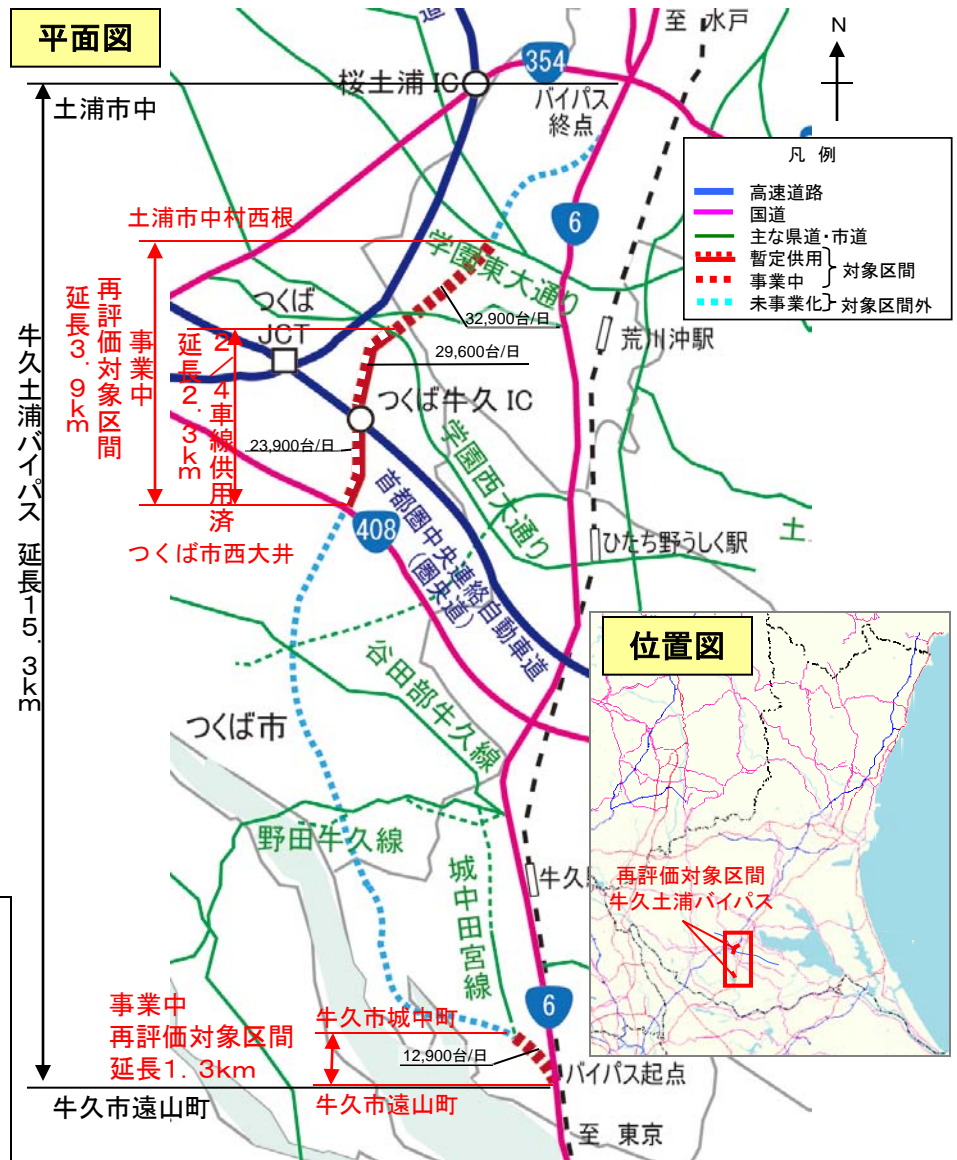 平面図
道
至 水戸
N
354
桜土浦 IC
バイパス
終点
土浦市中
凡 例
高速道路
国道
主な県道・市道
暫定供用
事業中
対象区間
未事業化
対象区間外
6
土浦市中村西根
学園東大通り
つくば
JCT
32,900台/日
荒川沖駅
29,600台/日
つくば牛久 IC
23,900台/日
再評価対象区間
延長3.9km
事業中
2/4車線供用済
延長2.3km
牛久土浦バイパス 延長15.3km
学園西大通り
408
つくば市西大井
首都圏中央連絡自動車道
(圏央道)
ひたち野うしく駅
土
谷田部牛久線
つくば市
位置図
再評価対象区間
牛久土浦バイパス
野田牛久線
牛久
城中田宮線
事業中
再評価対象区間
延長1.3km
牛久市城中町
6
12,900台/日
バイパス起点
牛久市遠山町
牛久市遠山町
至 東京